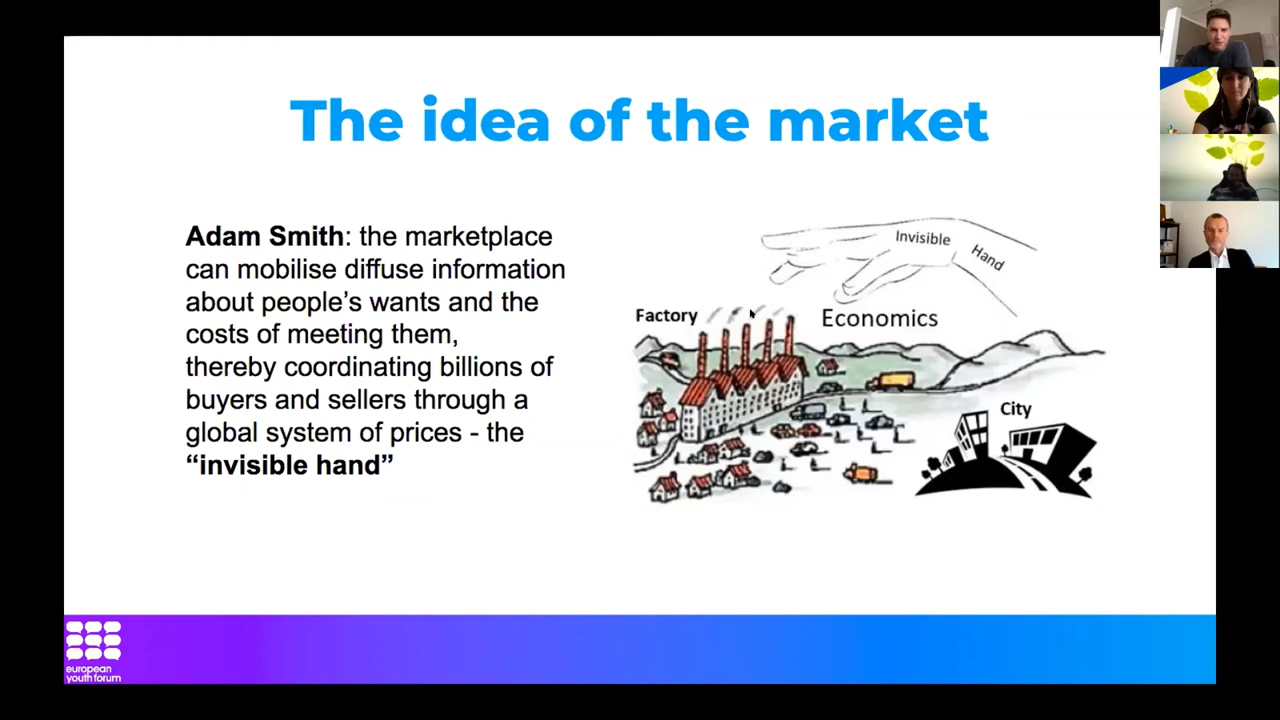 The idea of the market
Adam Smith: the marketplace
can mobilise diffuse information
about people’s wants and the
costs of meeting them,
thereby coordinating billions of
buyers and sellers through a
global system of prices - the
“invisible hand”
Invisible
Hand
Factory
Economics
City
european
youth forum